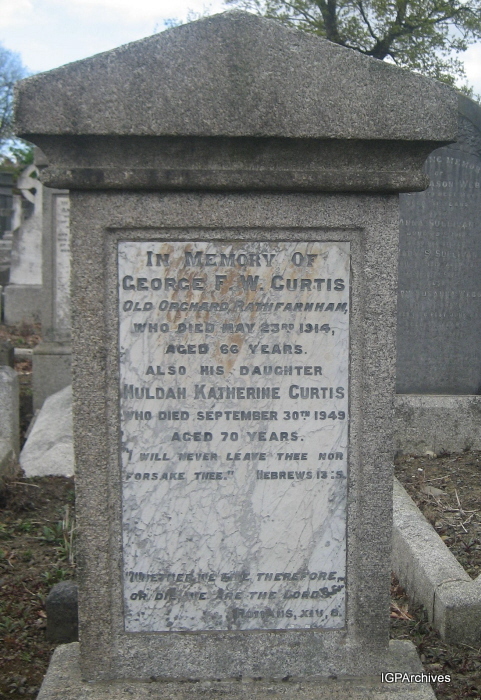 IN MEMORY OF
GEORGE F. W. CURTIS
OLD ORCHARD, RATHFARNHAM,
WHO DIED MAY 23RD 1914,
AGED 66 YEARS.
ALSO HIS DAUGHTER
HULDAH KATHERINE CURTIS
WHO DIED SEPTEMBER 30TH 1949
AGED 70 YEARS.
"I WILL NEVER LEAVE THEE NOR
FORSAKE THEE." HEBREWS 13:5.
"WHETHER WE LIVE THEREFORE,
OR DIE, WE ARE THE LORD'S"
ROMANS, XIV, 8.
IGPArchives